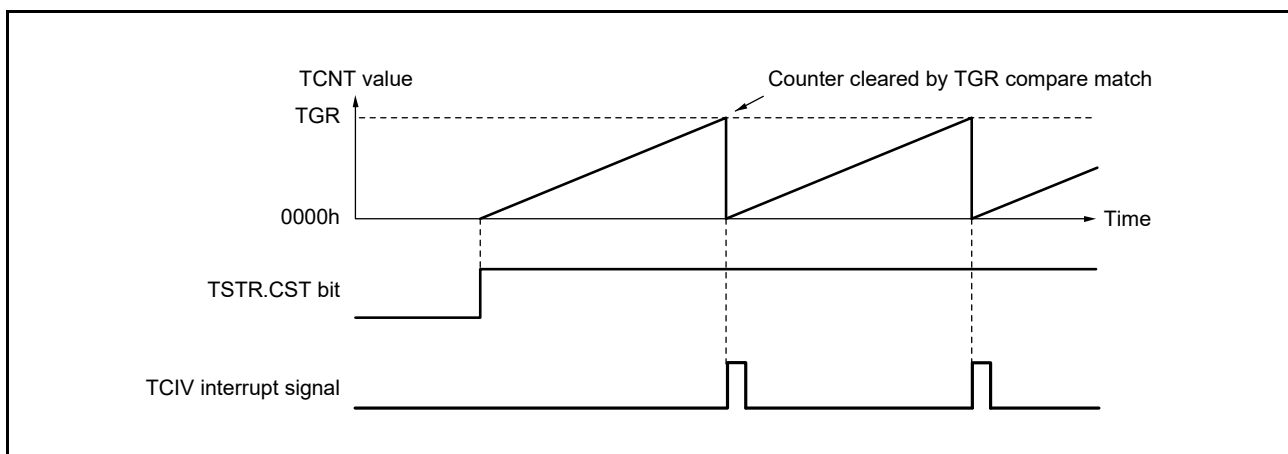 TCNT value
Counter cleared by TGR compare match
TGR
0000h
Time
TSTR.CST bit
TCIV interrupt signal